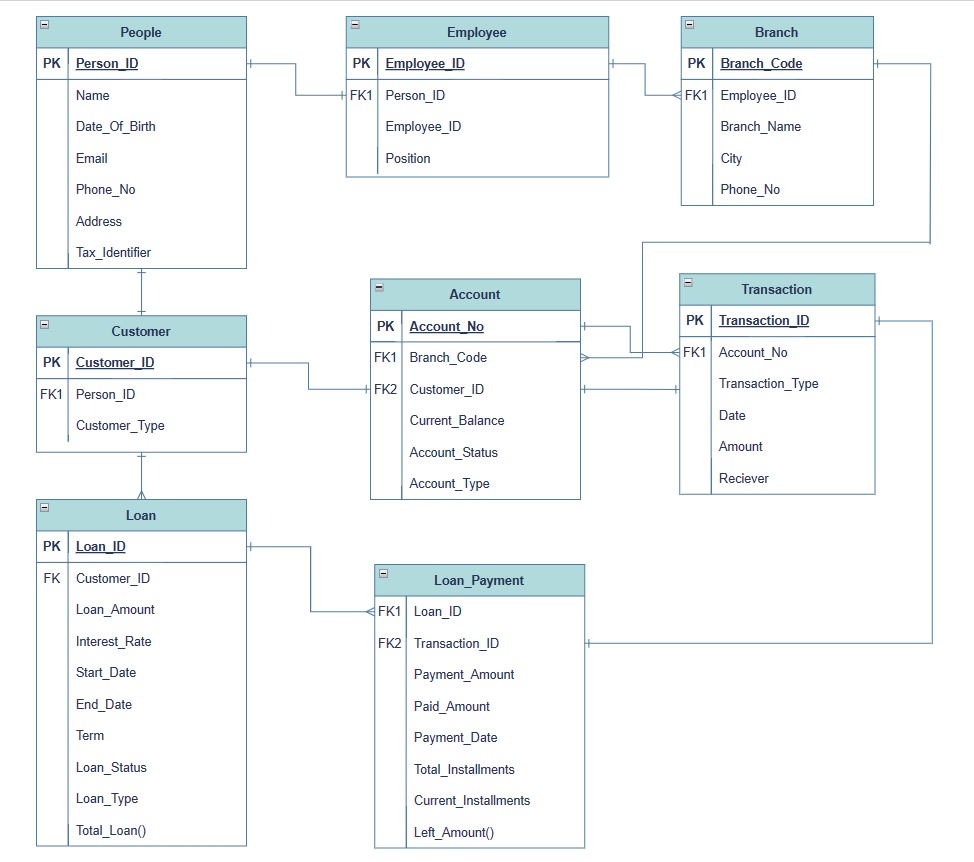 People
PK Person_ID
Name
Date_Of_Birth
Email
Phone_No
Address
Tax_Identifier
Employee
PK Employee_ID
FK1 Person_ID
Employee_ID
Position
Branch
PK Branch_Code
FK1 Employee_ID
Branch_Name
City
Phone_No
Customer
PK Customer_ID
FK1 Person_ID
Customer_Type
Account
PK Account_No
FK1 Branch_Code
FK2 Customer_ID
Current_Balance
Account_Status
Account_Type
Transaction
PK Transaction_ID
FK1 Account_No
Transaction_Type
Date
Amount
Reciever
Loan
PK Loan_ID
FK Customer_ID
Loan_Amount
Interest_Rate
Start_Date
End_Date
Term
Loan_Status
Loan_Type
Total_Loan()
Loan_Payment
FK1 Loan_ID
FK2 Transaction_ID
Payment_Amount
Paid_Amount
Payment_Date
Total_Installments
Current_Installments
Left_Amount()